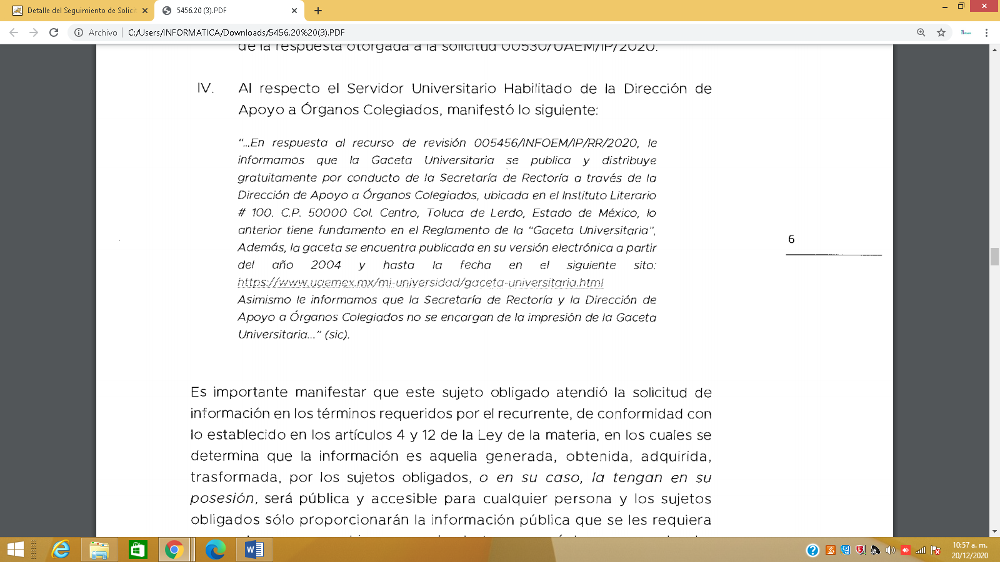 Detalle del Seguimiento de Solicit
5456.20 (3).PDF
Archivo
C:/Users/INFORMATICA/Downloads/5456.20%20(3).PDF
de la respuesta otorgada a la solicitud 00530/UAEM/IP/2020.
IV. Al respecto el Servidor Universitario Habilitado de la Dirección de
Apoyo a Órganos Colegiados, manifestó lo siguiente:
“...En respuesta al recurso de revisión 005456/INFOEM/IP/RR/2020, le
informamos que la Gaceta Universitaria se publica y distribuye
gratuitamente por conducto de la Secretaría de Rectoría a través de la
Dirección de Apoyo a Órganos Colegiados, ubicada en el Instituto Literario
# 100. C.P. 50000 Col. Centro, Toluca de Lerdo, Estado de México, lo
anterior tiene fundamento en el Reglamento de la “Gaceta Universitaria”,
Además, la gaceta se encuentra publicada en su versión electrónica a partir
del año 2004 y hasta la fecha en el siguiente sito:
https://www.uaemex.mx/mi-universidad/gaceta-universitaria.html
Asimismo le informamos que la Secretaría de Rectoría y la Dirección de
Apoyo a Órganos Colegiados no se encargan de la impresión de la Gaceta
Universitaria...” (sic).
6
Es importante manifestar que este sujeto obligado atendió la solicitud de
información en los términos requeridos por el recurrente, de conformidad con
lo establecido en los artículos 4 y 12 de la Ley de la materia, en los cuales se
determina que la información es aquella generada, obtenida, adquirida,
trasformada, por los sujetos obligados, o en su caso, la tengan en su
posesión, será pública y accesible para cualquier persona y los sujetos
obligados sólo proporcionarán la información pública que se les requiera
10:57 a. m.
20/12/2020